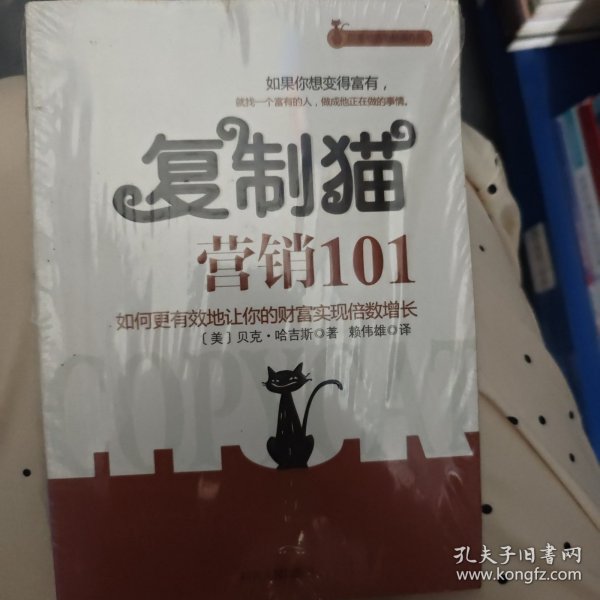 如果你想变得富有，
就找一个富有的人，做成他正在做的事情。
复制猫
营销101
如何更有效地让你的财富实现倍数增长
〔美〕贝克·哈吉斯◎著 赖伟雄◎译
COPYCAT
孔夫子旧书网
www.kongfz.com